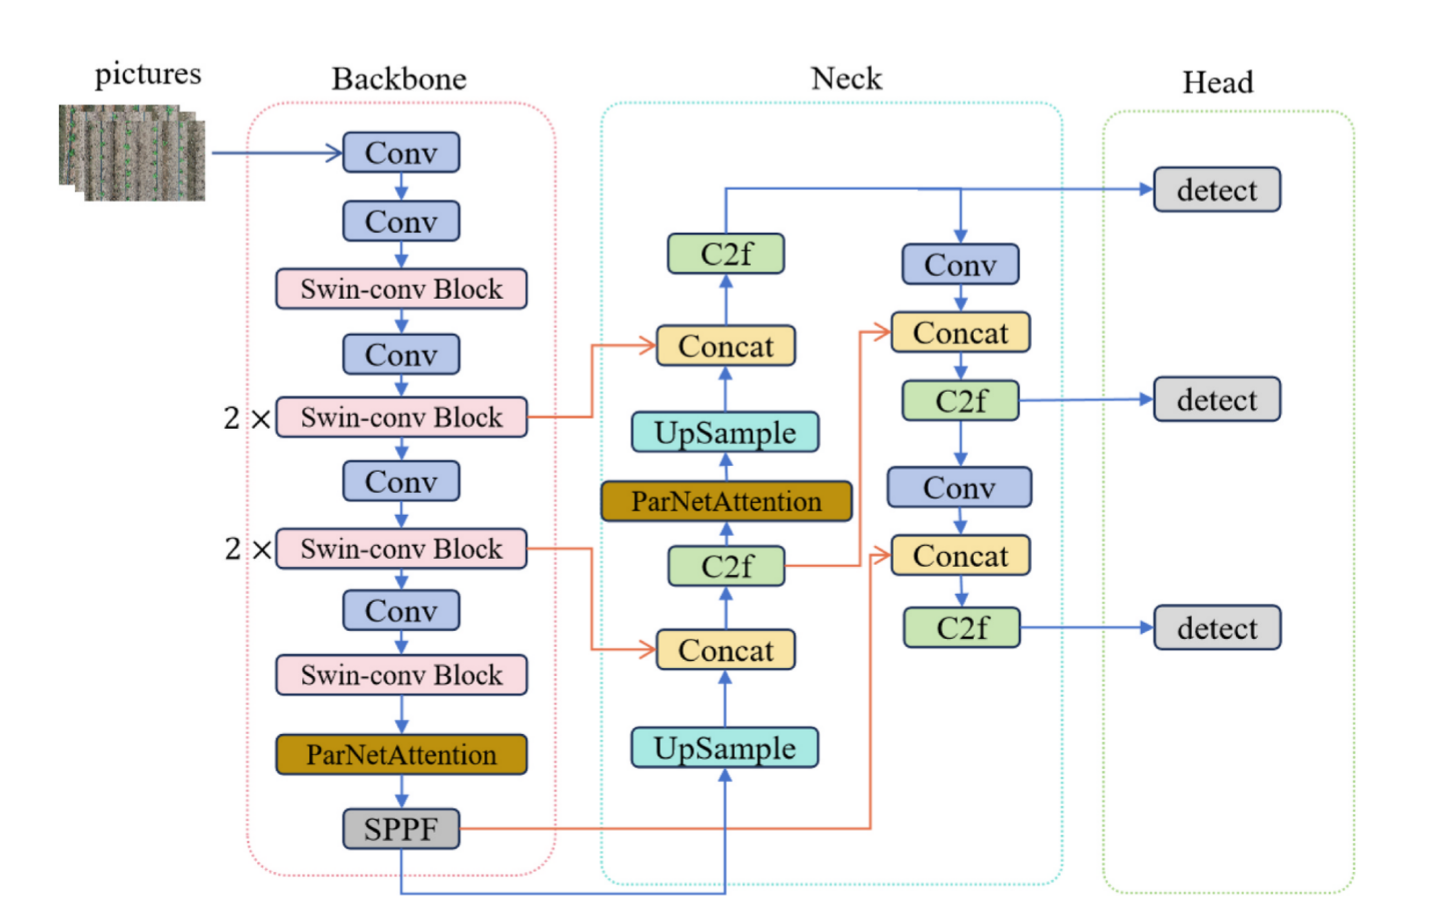 pictures
Backbone
Conv
Conv
Swin-conv Block
Conv
2 × Swin-conv Block
Conv
2 × Swin-conv Block
Conv
Swin-conv Block
ParNetAttention
SPPF
Neck
C2f
Concat
UpSample
ParNetAttention
C2f
Concat
UpSample
Conv
Concat
C2f
Conv
Concat
C2f
Head
detect
detect
detect